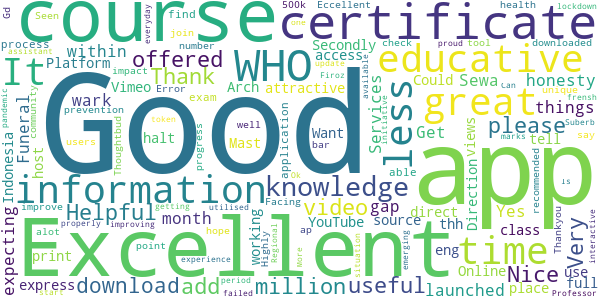 Gd
Seen
everyday
process
It
Indonesia
pandemic
community
Funeral
host
expecting
print
express
improve
course
within
Platform
assistant
offered
impact
Vimeo
Error
wark
exam
prevention
halt
users
Thank
Arch
Mast
attractive
token
Thoughtbud
progress
Good
WHO
500k
join
one
find
number
Eccellent
health
lockdown
certificate
check
proud
tool
downloaded
Secondly
access
educative
Could
Sewa
honesty
update
Firoz
available
can
unique
frensh
great
things
Services
initiative
less
please
Get
tell
marks
Suberb
say
application
Want
well
bar
information
Helpful
month
knowledge
Facing
Ok
video
gap
YouTube
source
able
direct
Direction
views
Yes
thh
class
recommended
Thankyou
Very
is
interactive
app
alot
getting
utilised
properly
improving
hope
point
experience
ap
working
Highly
Regional
More
emerging
situation
eng
Online
place
Nice
use
full
Excellent
time
download
add
million
useful
launched
period
failed
start
Professor